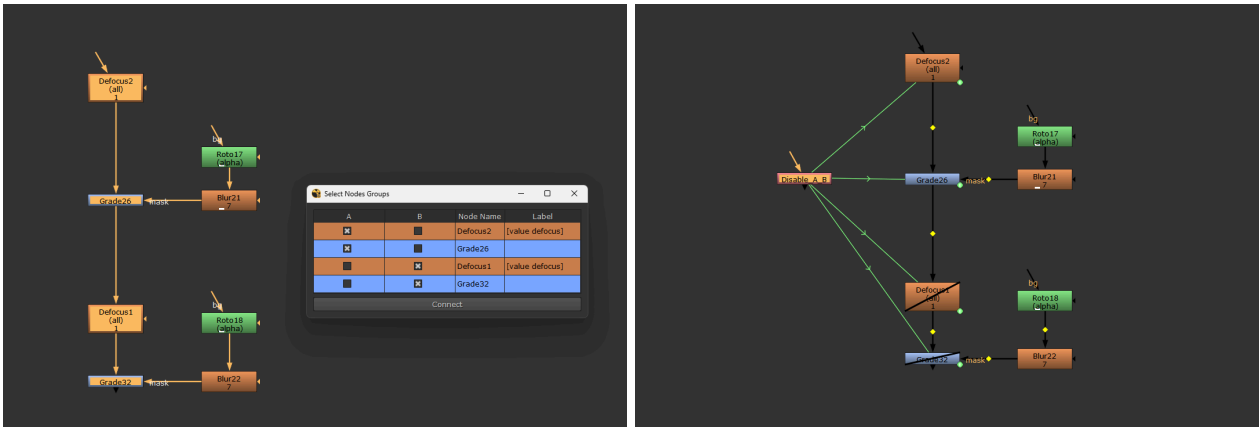 Defocus2
(all)
1
bg
Roto17
(alpha)
Grade26
mask
Blur21
7
Defocus1
(all)
1
bg
Roto18
(alpha)
Grade32
mask
Blur22
7
Select Nodes Groups
A B Node Name Label
Defocus2 [value defocus]
Grade26
Defocus1 [value defocus]
Grade32
Connect
Defocus2
(all)
1
bg
Roto17
(alpha)
Disable_A_B
Grade26
mask
Blur21
7
Defocus1
(all)
1
bg
Roto18
(alpha)
Grade32
mask
Blur22
7